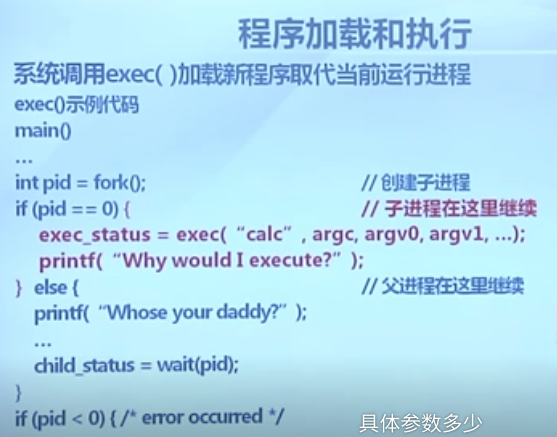 程序加载和执行
系统调用exec( )加载新程序取代当前运行进程
exec()示例代码
main()
...
int pid = fork(); // 创建子进程
if (pid == 0) { // 子进程在这里继续
exec_status = exec( “calc” , argc, argv0, argv1, ...);
printf( “Why would I execute?” );
} else { // 父进程在这里继续
printf( “Whose your daddy?” );
...
child_status = wait(pid);
}
if (pid < 0) { /* error occurred */
具体参数多少